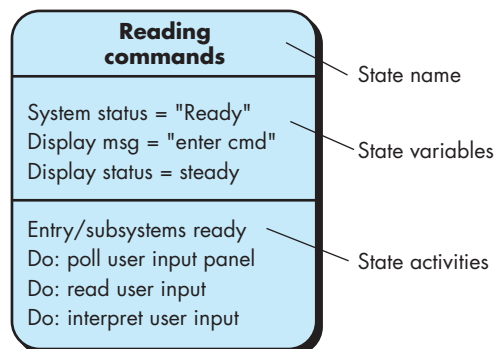 Reading
commands
State name
System status = "Ready"
Display msg = "enter cmd"
Display status = steady
State variables
Entry/subsystems ready
Do: poll user input panel
Do: read user input
Do: interpret user input
State activities